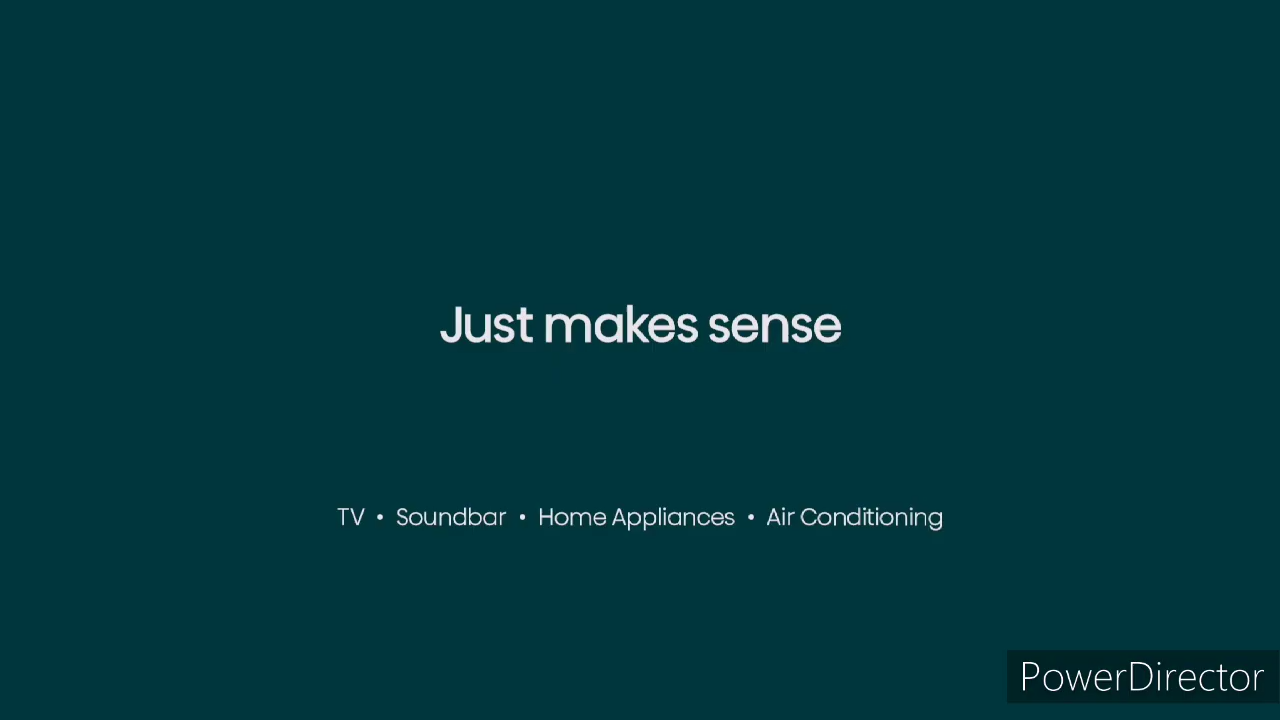 Just makes sense
TV • Soundbar • Home Appliances • Air Conditioning
PowerDirector